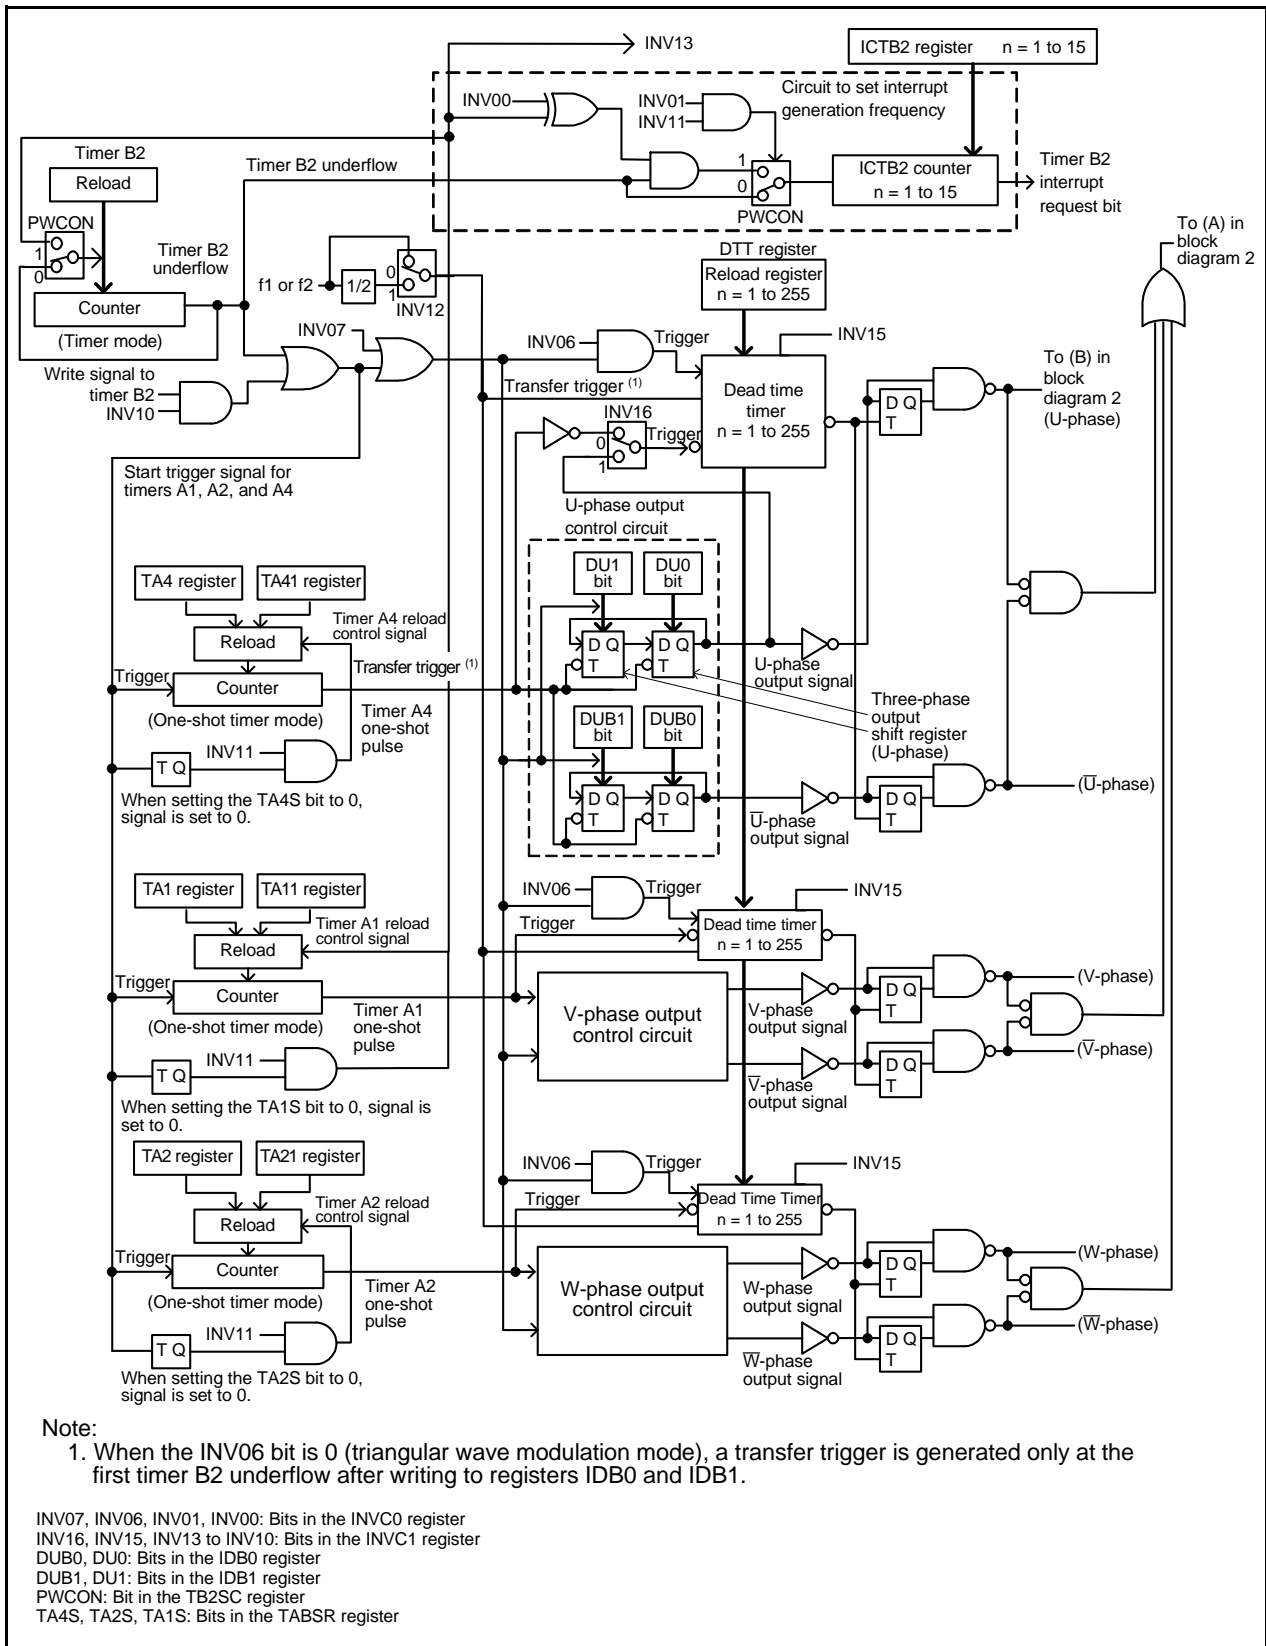 INV13
ICTB2 register n = 1 to 15
Circuit to set interrupt
generation frequency
INV00
INV01
INV11
Timer B2
Reload
PWCON
1
0
Timer B2
underflow
Counter
(Timer mode)
Timer B2 underflow
1
0
PWCON
ICTB2 counter
n = 1 to 15
Timer B2
interrupt
request bit
To (A) in
block
diagram 2
f1 or f2
1/2
0
1
INV12
DTT register
Reload register
n = 1 to 255
INV07
INV06
Trigger
INV15
Write signal to
timer B2
INV10
Transfer trigger (1)
Dead time
timer
n = 1 to 255
INV16
0
1
Trigger
D Q
T
To (B) in
block
diagram 2
(U-phase)
Start trigger signal for
timers A1, A2, and A4
U-phase output
control circuit
DU1
bit
DU0
bit
TA4 register
TA41 register
Timer A4 reload
control signal
Reload
Trigger
Counter
(One-shot timer mode)
Transfer trigger (1)
D Q
T
D Q
T
U-phase
output signal
Timer A4
one-shot
pulse
INV11
T Q
When setting the TA4S bit to 0,
signal is set to 0.
DUB1
bit
DUB0
bit
Three-phase
output
shift register
(U-phase)
D Q
T
D Q
T
U̅-phase
output signal
D Q
T
(U̅-phase)
TA1 register
TA11 register
Timer A1 reload
control signal
Reload
Trigger
Counter
(One-shot timer mode)
Timer A1
one-shot
pulse
INV11
T Q
When setting the TA1S bit to 0, signal is
set to 0.
INV06
Trigger
INV15
Trigger
Dead time timer
n = 1 to 255
V-phase output
control circuit
V-phase
output signal
V̅-phase
output signal
D Q
T
D Q
T
(V-phase)
(V̅-phase)
TA2 register
TA21 register
Timer A2 reload
control signal
Reload
Trigger
Counter
(One-shot timer mode)
Timer A2
one-shot
pulse
INV11
T Q
When setting the TA2S bit to 0,
signal is set to 0.
INV06
Trigger
INV15
Trigger
Dead Time Timer
n = 1 to 255
W-phase output
control circuit
W-phase
output signal
W̅-phase
output signal
D Q
T
D Q
T
(W-phase)
(W̅-phase)
Note:
1. When the INV06 bit is 0 (triangular wave modulation mode), a transfer trigger is generated only at the
first timer B2 underflow after writing to registers IDB0 and IDB1.
INV07, INV06, INV01, INV00: Bits in the INVC0 register
INV16, INV15, INV13 to INV10: Bits in the INVC1 register
DUB0, DU0: Bits in the IDB0 register
DUB1, DU1: Bits in the IDB1 register
PWCON: Bit in the TB2SC register
TA4S, TA2S, TA1S: Bits in the TABSR register